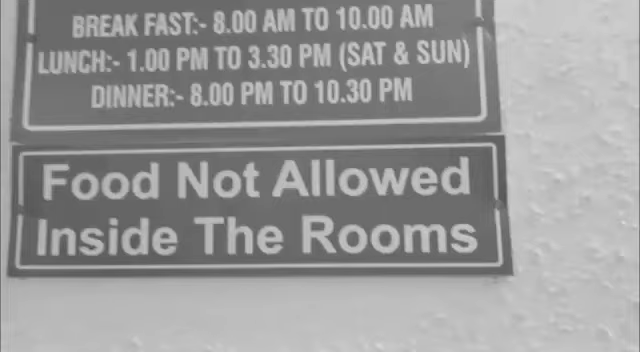 BREAK FAST:- 8.00 AM TO 10.00 AM
LUNCH:- 1.00 PM TO 3.30 PM (SAT & SUN)
DINNER:- 8.00 PM TO 10.30 PM
Food Not Allowed
Inside The Rooms